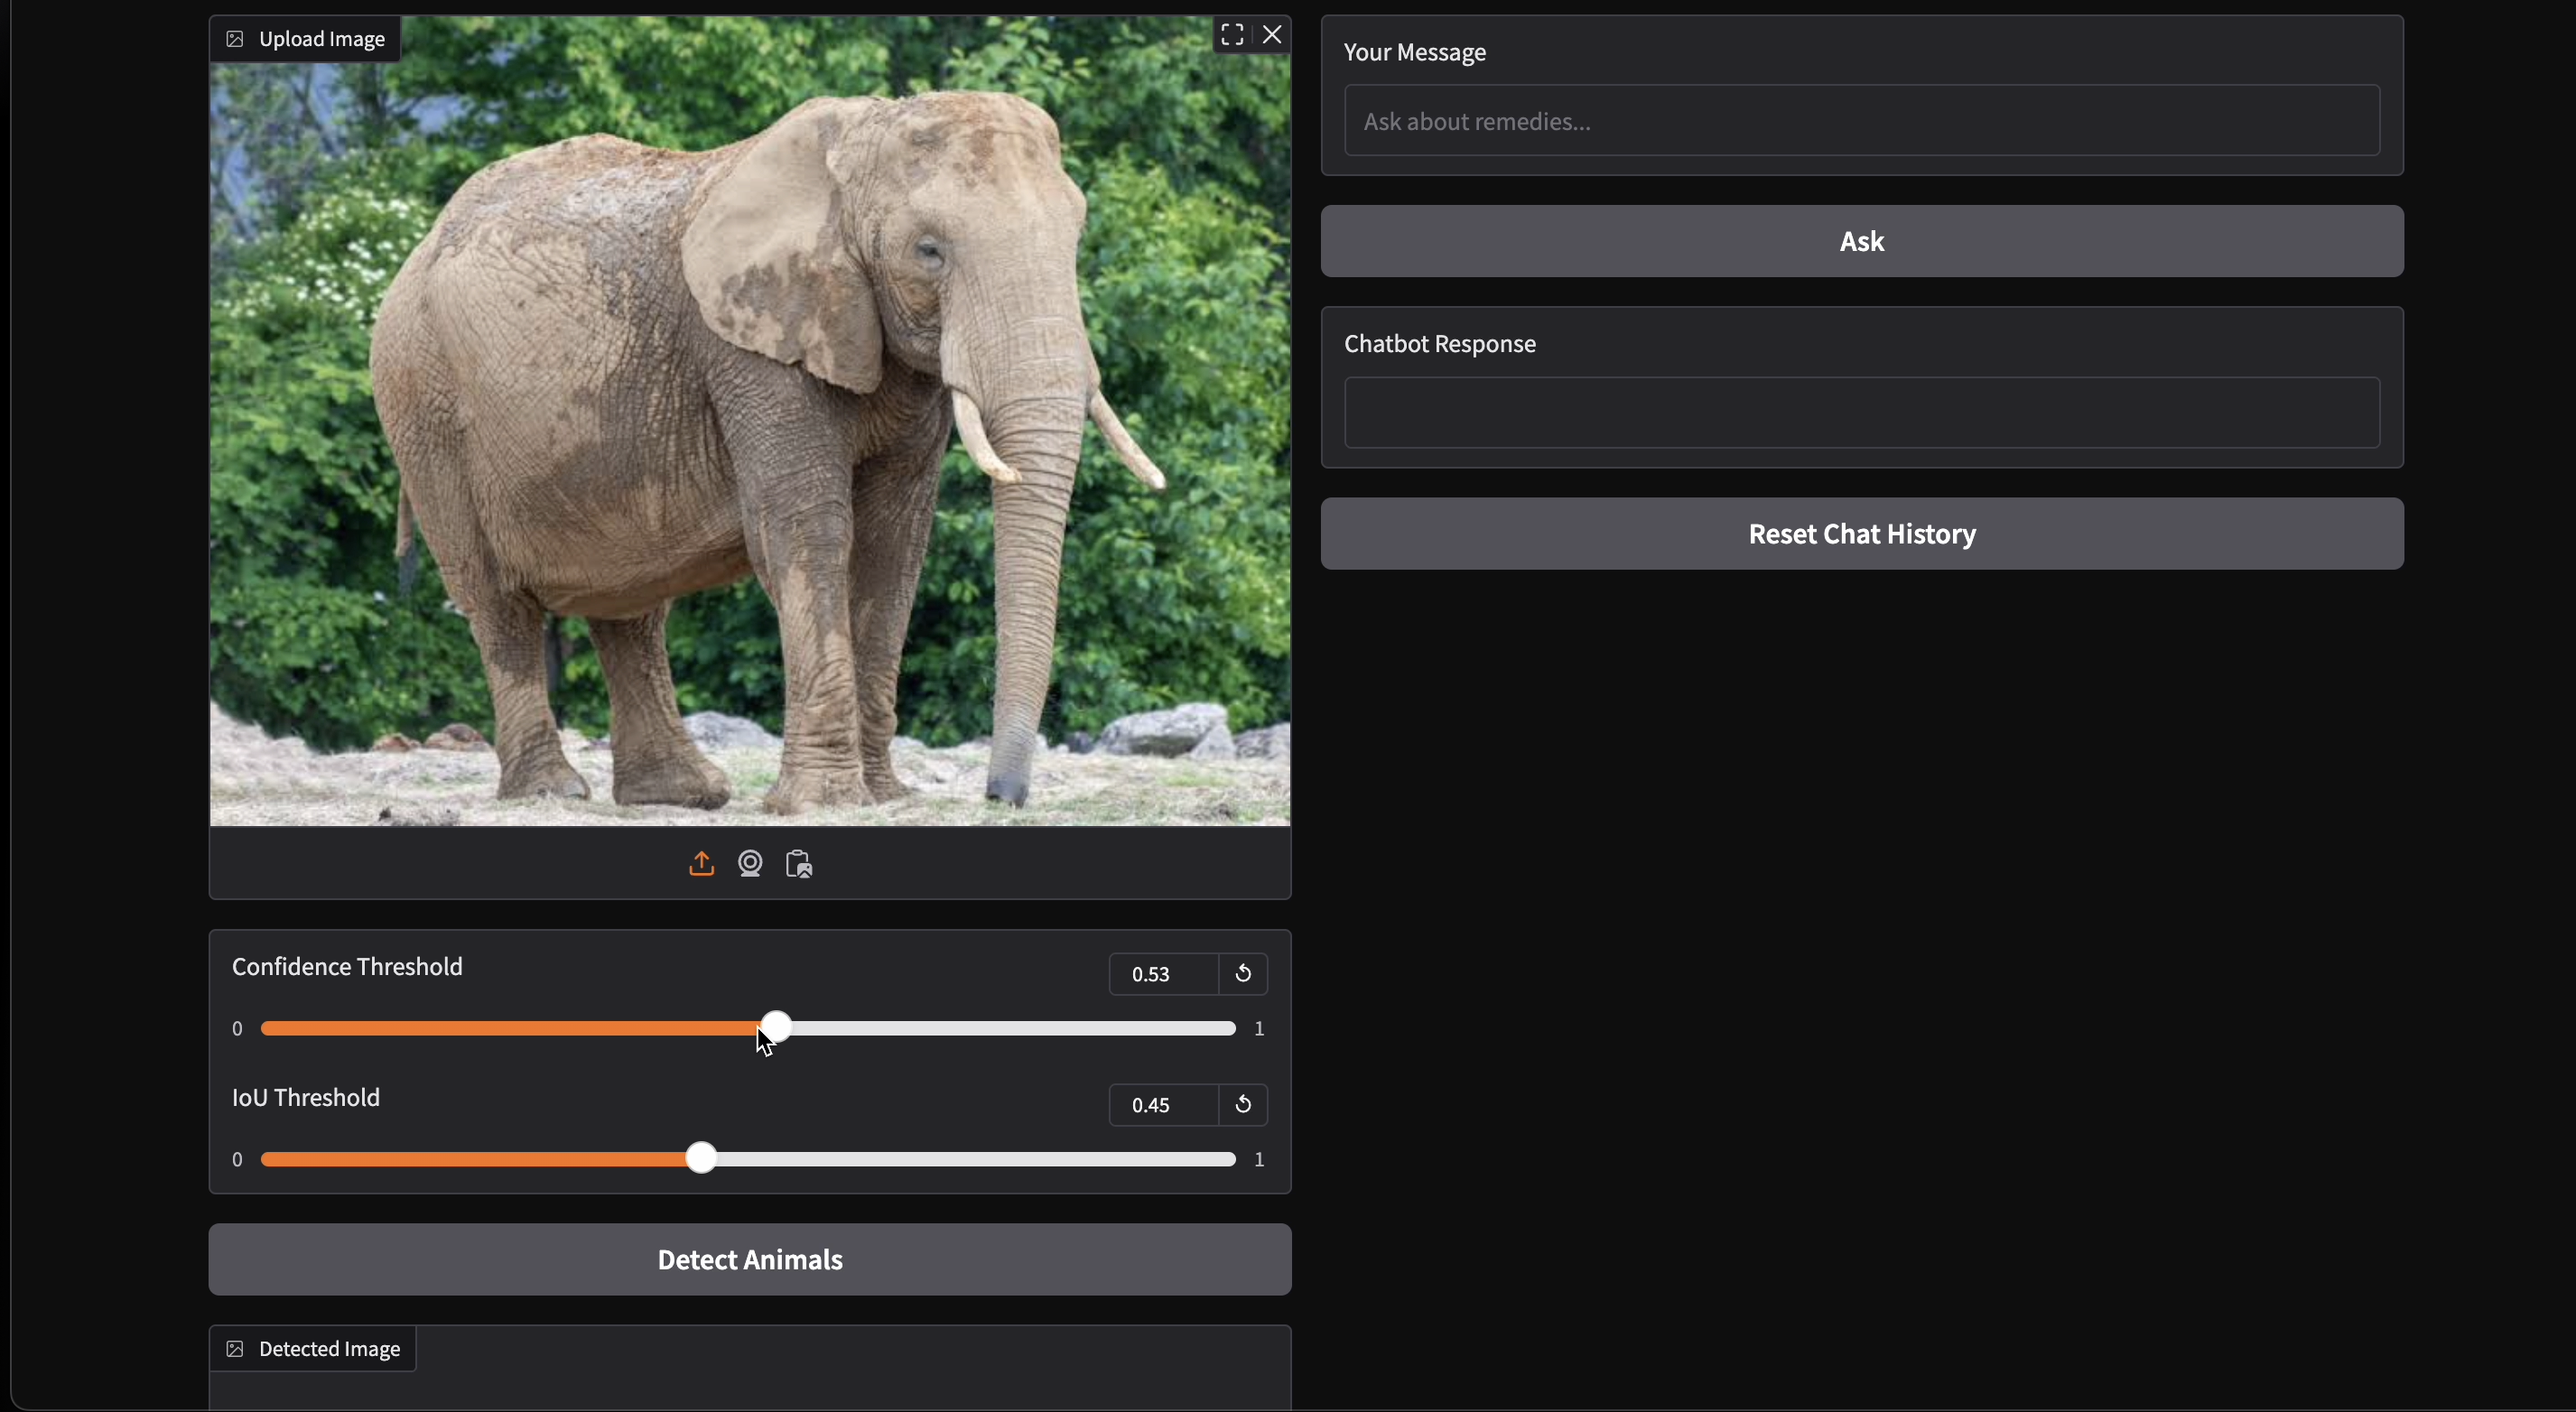 Upload Image
Confidence Threshold
0.53
0
1
IoU Threshold
0.45
0
1
Detect Animals
Detected Image
Your Message
Ask about remedies...
Ask
Chatbot Response
Reset Chat History